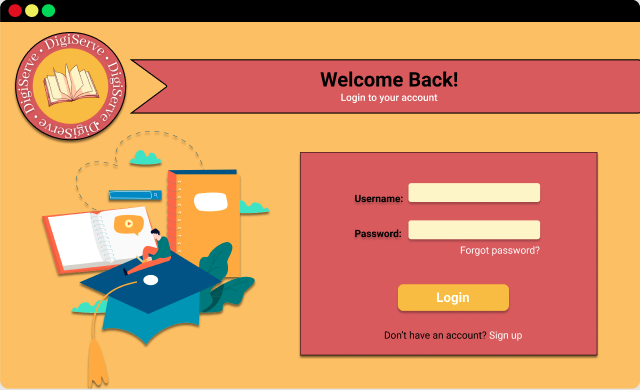 DigiServe · DigiServe · DigiServe · DigiServe ·
Welcome Back!
Login to your account
Username:
Password:
Forgot password?
Login
Don't have an account? Sign up